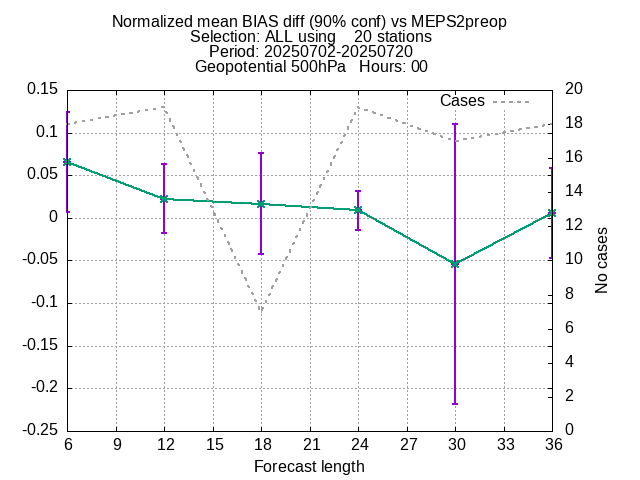 Normalized mean BIAS diff (90% conf) vs MEPS2preop
Selection: ALL using    20 stations
Period: 20250702-20250720
Geopotential 500hPa   Hours: 00
Cases
0.15
0.1
0.05
0
-0.05
-0.1
-0.15
-0.2
-0.25
20
18
16
14
12
10
8
6
4
2
0
No cases
6 9 12 15 18 21 24 27 30 33 36
Forecast length